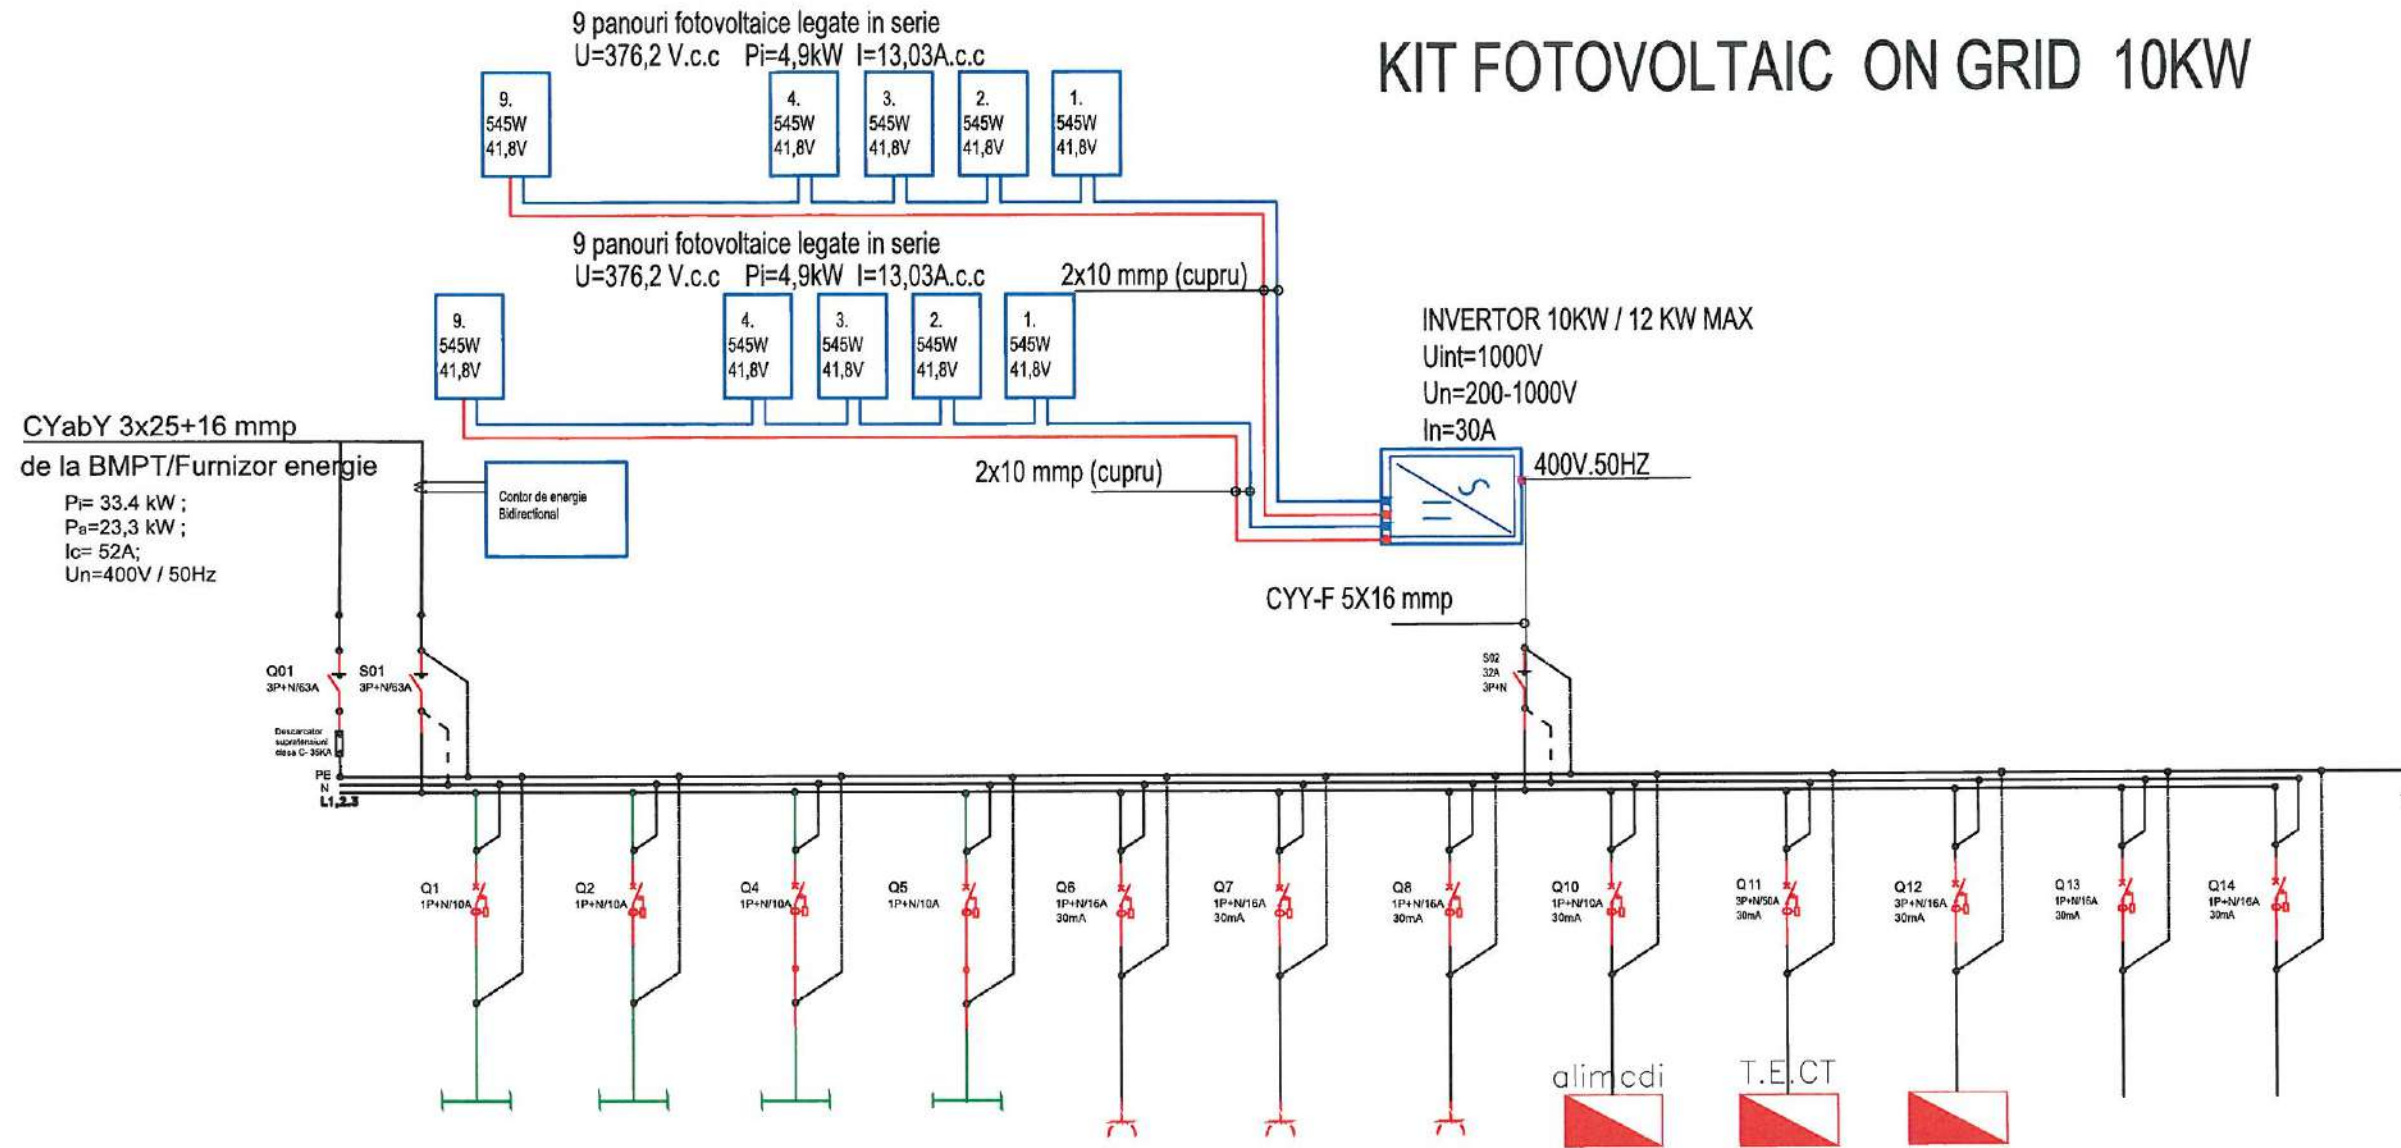 KIT FOTOVOLTAIC ON GRID 10KW
9 panouri fotovoltaice legate in serie
U=376,2 V.c.c Pi=4,9kW I=13,03A.c.c
9.
545W
41,8V
4.
545W
41,8V
3.
545W
41,8V
2.
545W
41,8V
1.
545W
41,8V
9 panouri fotovoltaice legate in serie
U=376,2 V.c.c Pi=4,9kW I=13,03A.c.c
2x10 mmp (cupru)
9.
545W
41,8V
4.
545W
41,8V
3.
545W
41,8V
2.
545W
41,8V
1.
545W
41,8V
INVERTOR 10KW / 12 KW MAX
Uint=1000V
Un=200-1000V
In=30A
CYabY 3x25+16 mmp
de la BMPT/Furnizor energie
Pi= 33.4 kW ;
Pa=23,3 kW ;
Ic= 52A;
Un=400V / 50Hz
Contor de energie
Bidirectional
2x10 mmp (cupru)
400V.50HZ
CYY-F 5X16 mmp
Q01
3P+N/63A
S01
3P+N/63A
S02
32A
3P+N
Descarcator
supratensiuni
clasa C- 35KA
PE
N
L1,2.3
Q1
1P+N/10A
Q2
1P+N/10A
Q4
1P+N/10A
Q5
1P+N/10A
Q6
1P+N/16A
30mA
Q7
1P+N/16A
30mA
Q8
1P+N/16A
30mA
Q10
1P+N/10A
30mA
Q11
3P+N/50A
30mA
Q12
3P+N/16A
30mA
Q13
1P+N/16A
30mA
Q14
1P+N/16A
30mA
alim cdi
T.E.CT